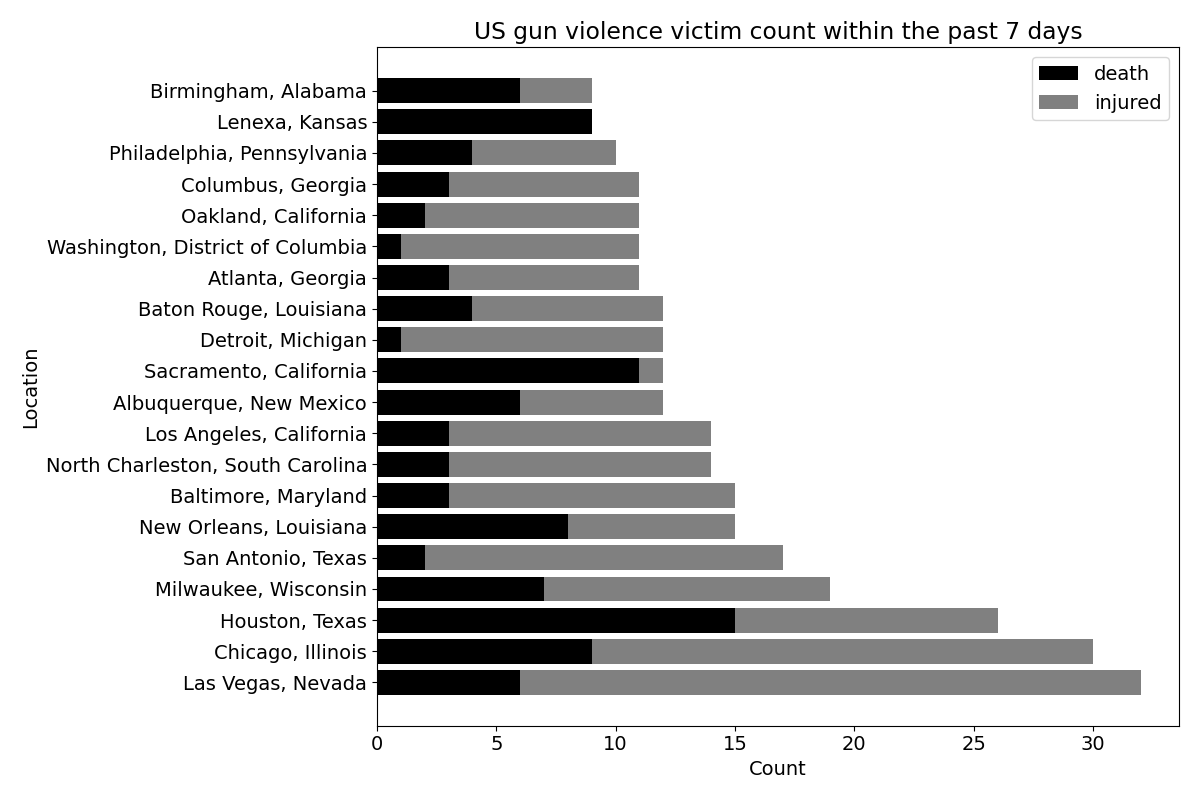 US gun violence victim count within the past 7 days
death
injured
Birmingham, Alabama
Lenexa, Kansas
Philadelphia, Pennsylvania
Columbus, Georgia
Oakland, California
Washington, District of Columbia
Atlanta, Georgia
Baton Rouge, Louisiana
Detroit, Michigan
Sacramento, California
Albuquerque, New Mexico
Los Angeles, California
North Charleston, South Carolina
Baltimore, Maryland
New Orleans, Louisiana
San Antonio, Texas
Milwaukee, Wisconsin
Houston, Texas
Chicago, Illinois
Las Vegas, Nevada
Location
0 5 10 15 20 25 30
Count